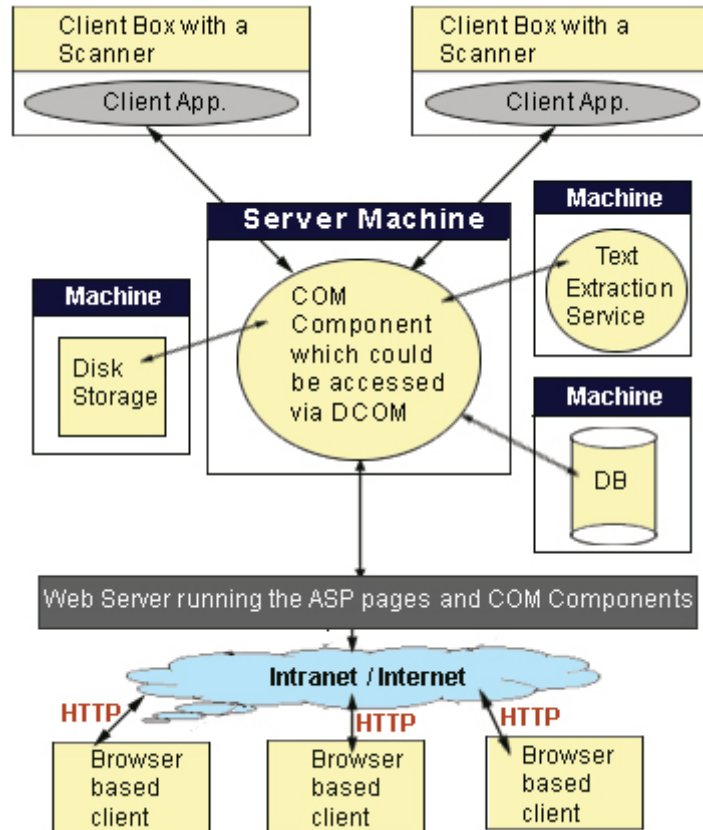 Client Box with a
Scanner
Client App.
Client Box with a
Scanner
Client App.
Server Machine
COM
Component
which could
be accessed
via DCOM
Machine
Text
Extraction
Service
Machine
Disk
Storage
Machine
DB
Web Server running the ASP pages and COM Components
Intranet / Internet
HTTP
HTTP
HTTP
Browser
based
client
Browser
based
client
Browser
based
client